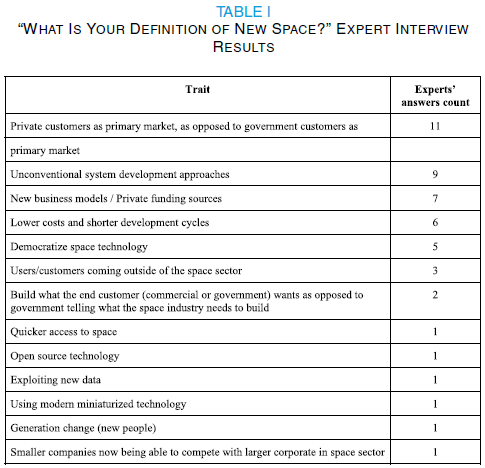 TABLE I
“WHAT IS YOUR DEFINITION OF NEW SPACE?” EXPERT INTERVIEW
RESULTS
Trait
Experts’
answers count
Private customers as primary market, as opposed to government customers as 11
primary market
Unconventional system development approaches 9
New business models / Private funding sources 7
Lower costs and shorter development cycles 6
Democratize space technology 5
Users/customers coming outside of the space sector 3
Build what the end customer (commercial or government) wants as opposed to
government telling what the space industry needs to build 2
Quicker access to space 1
Open source technology 1
Exploiting new data 1
Using modern miniaturized technology 1
Generation change (new people) 1
Smaller companies now being able to compete with larger corporate in space sector 1